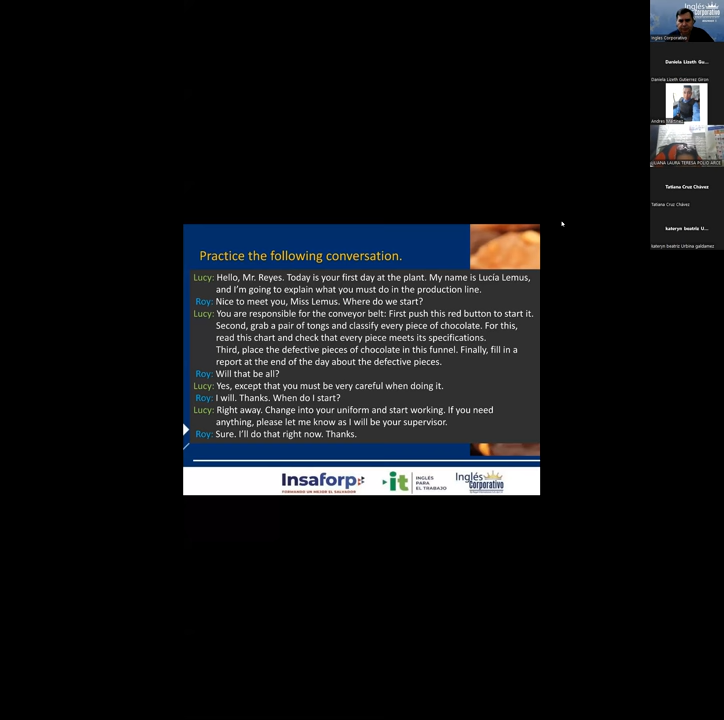 Practice the following conversation.
Lucy: Hello, Mr. Reyes. Today is your first day at the plant. My name is Lucía Lemus,
and I'm going to explain what you must do in the production line.
Roy: Nice to meet you, Miss Lemus. Where do we start?
Lucy: You are responsible for the conveyor belt: First push this red button to start it.
Second, grab a pair of tongs and classify every piece of chocolate. For this,
read this chart and check that every piece meets its specifications.
Third, place the defective pieces of chocolate in this funnel. Finally, fill in a
report at the end of the day about the defective pieces.
Roy: Will that be all?
Lucy: Yes, except that you must be very careful when doing it.
Roy: I will. Thanks. When do I start?
Lucy: Right away. Change into your uniform and start working. If you need
anything, please let me know as I will be your supervisor.
Roy: Sure. I'll do that right now. Thanks.
Insaforp
FORMANDO UN MEJOR EL SALVADOR
it
INGLÉS
PARA
EL TRABAJO
Inglés
Corporativo
Inglés
Corporativo
Inglés Corporativo
Daniela Lizeth Gu...
Daniela Lizeth Gutierrez Giron
Andres Martinez
Tatiana Cruz Chávez
Tatiana Cruz Chávez
kateryn beatriz U...
kateryn beatriz Urbina galdamez